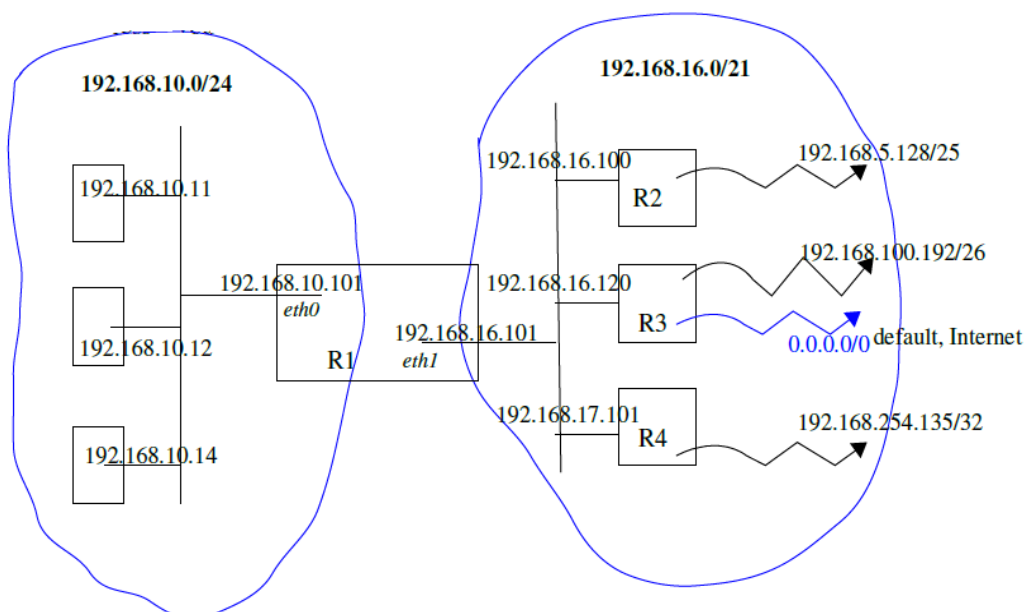 192.168.10.0/24
192.168.16.0/21
192.168.10.11
192.168.10.12
192.168.10.14
192.168.10.101
eth0
R1
192.168.16.101
eth1
192.168.16.100
R2
192.168.5.128/25
192.168.16.120
R3
192.168.100.192/26
0.0.0.0/0 default, Internet
192.168.17.101
R4
192.168.254.135/32